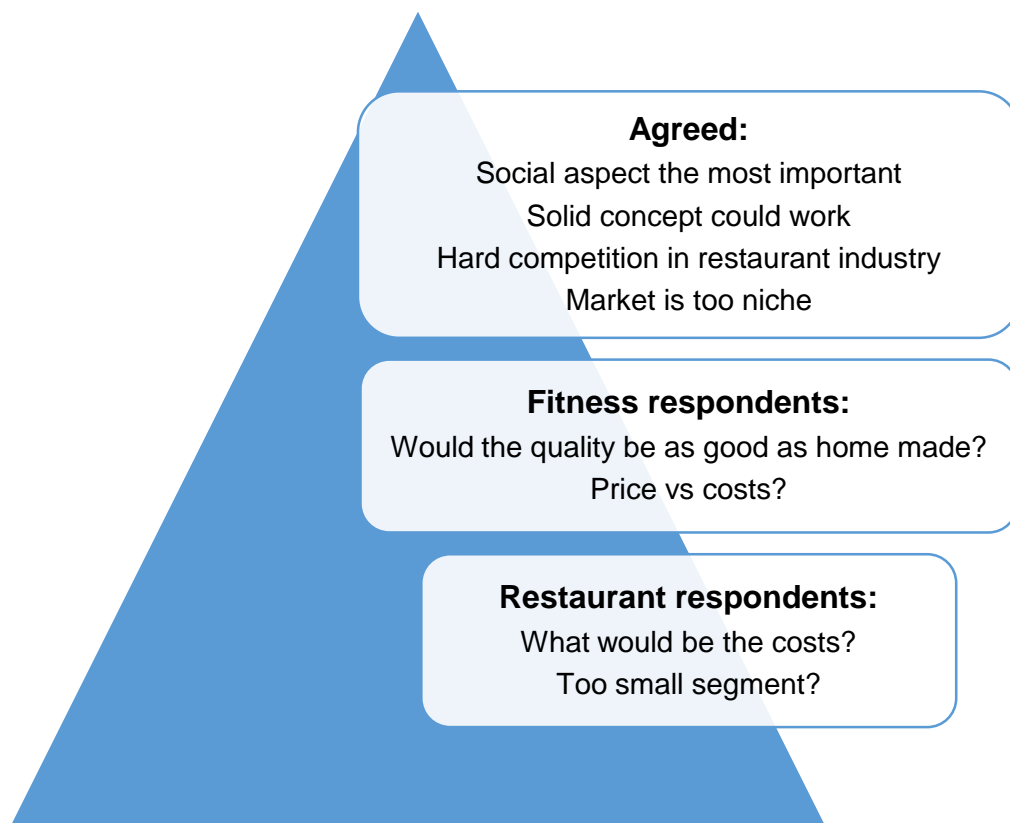 Agreed:
Social aspect the most important
Solid concept could work
Hard competition in restaurant industry
Market is too niche
Fitness respondents:
Would the quality be as good as home made?
Price vs costs?
Restaurant respondents:
What would be the costs?
Too small segment?